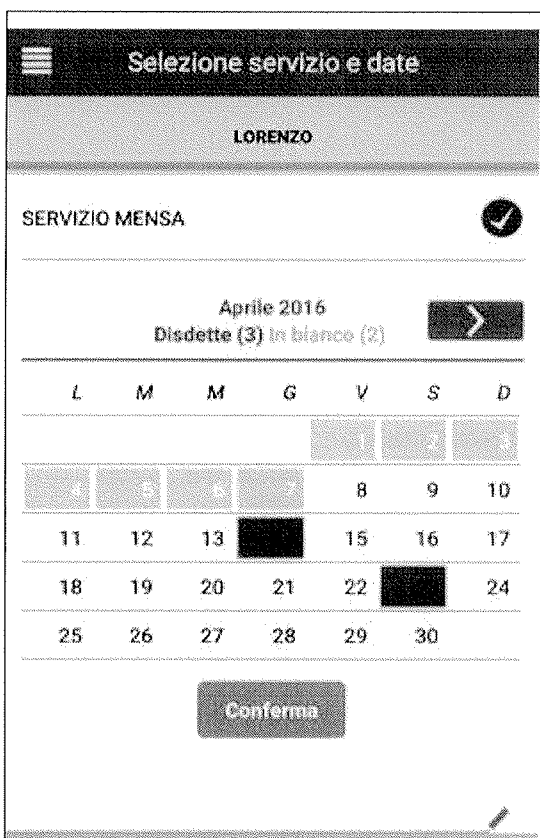 Selezione servizio e date
LORENZO
SERVIZIO MENSA
Aprile 2016
Disdette (3) In bianco (2)
L M M G V S D
1 2 3
4 5 6 7 8 9 10
11 12 13 15 16 17
18 19 20 21 22 24
25 26 27 28 29 30
Conferma